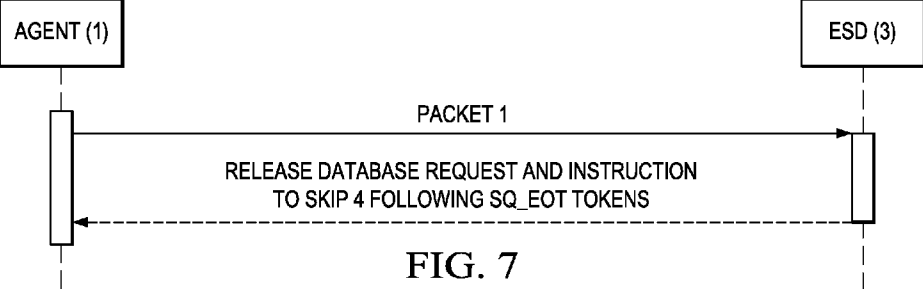 AGENT (1)
ESD (3)
PACKET 1
RELEASE DATABASE REQUEST AND INSTRUCTION
TO SKIP 4 FOLLOWING SQ_EOT TOKENS
FIG. 7